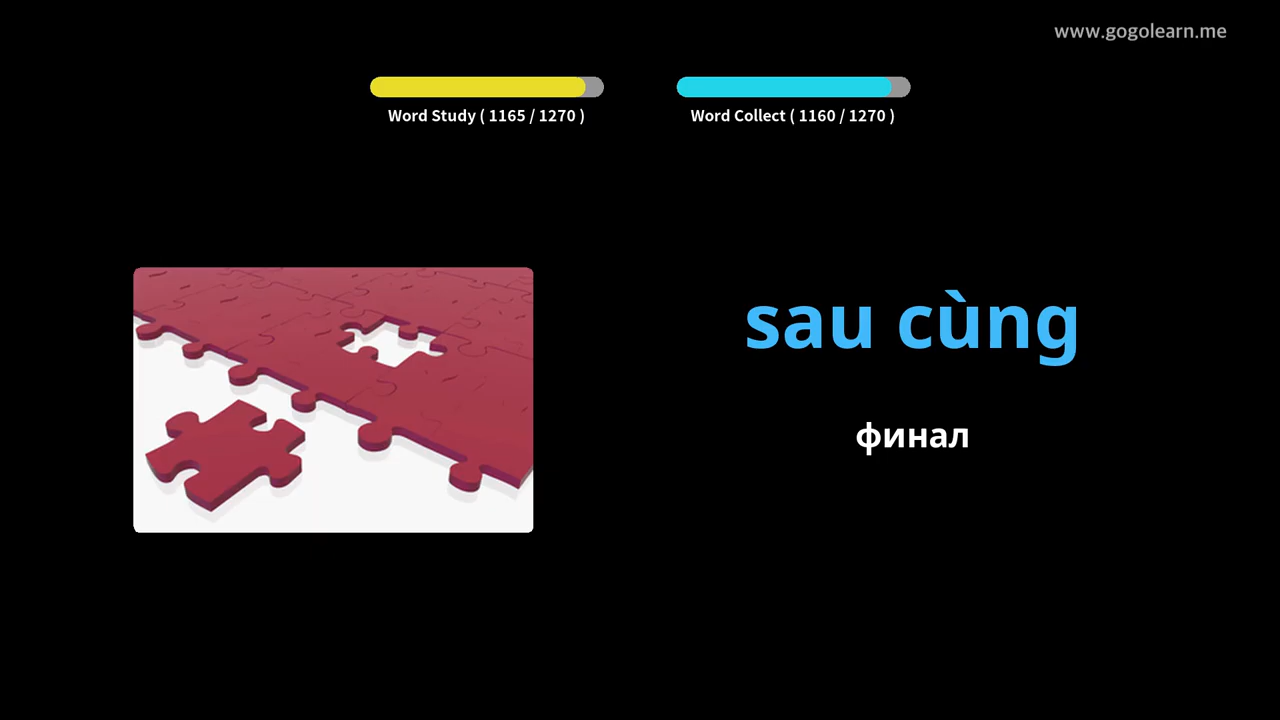 www.gogolearn.me
Word Study ( 1165 / 1270 )
Word Collect ( 1160 / 1270 )
sau cùng
финал